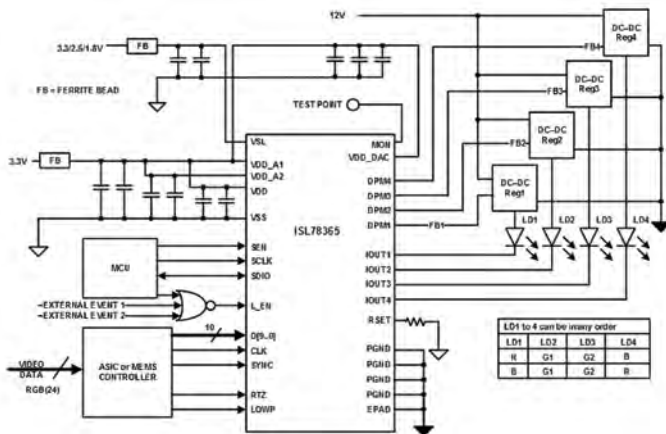 12V
3.3/2.5/1.8V
FB
FB = FERRITE BEAD
TEST POINT
FB4
DC-DC
Reg4
FB3
DC-DC
Reg3
FB2
DC-DC
Reg2
FB1
DC-DC
Reg1
3.3V
FB
ISL78365
VSL
VDD_A1
VDD_A2
VDD
VSS
SEN
SCLK
SDIO
L_EN
D[9..0]
CLK
SYNC
RTZ
LOWP
MON
VDD_DAC
DPM4
DPM3
DPM2
DPM1
IOUT1
IOUT2
IOUT3
IOUT4
RSET
PGND
PGND
PGND
PGND
EPAD
LD1
LD2
LD3
LD4
MCU
EXTERNAL EVENT 1
EXTERNAL EVENT 2
10
VIDEO
DATA
RGB(24)
ASIC or MEMS
CONTROLLER
LD1 to 4 can be in any order
LD1 LD2 LD3 LD4
R G1 G2 B
B G1 G2 R